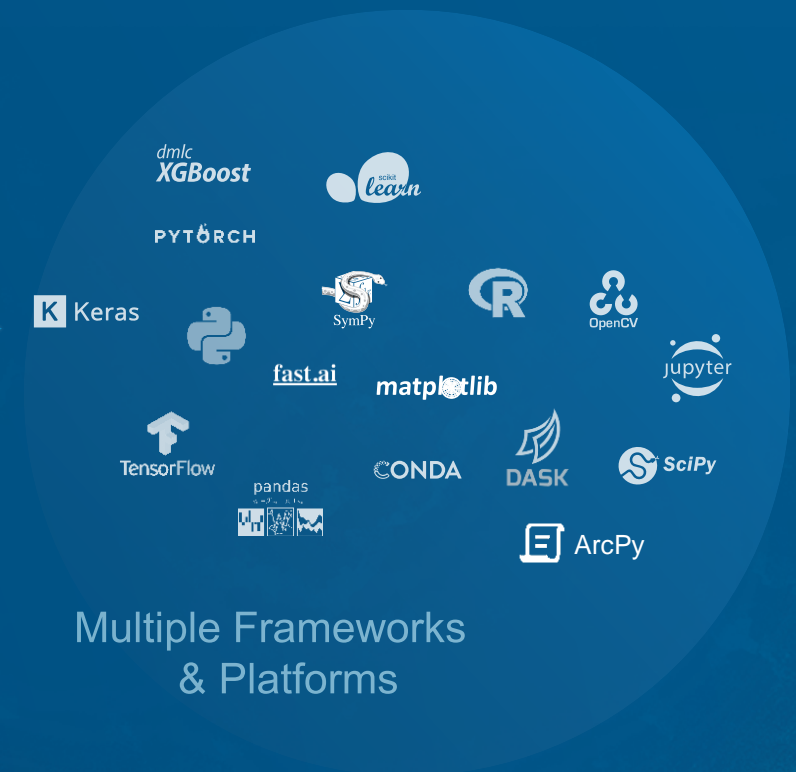 dmlc
XGBoost
scikit
learn
PYTORCH
SymPy
R
OpenCV
K Keras
jupyter
fast.ai
matplotlib
TensorFlow
CONDA
DASK
SciPy
pandas
ArcPy
Multiple Frameworks
& Platforms